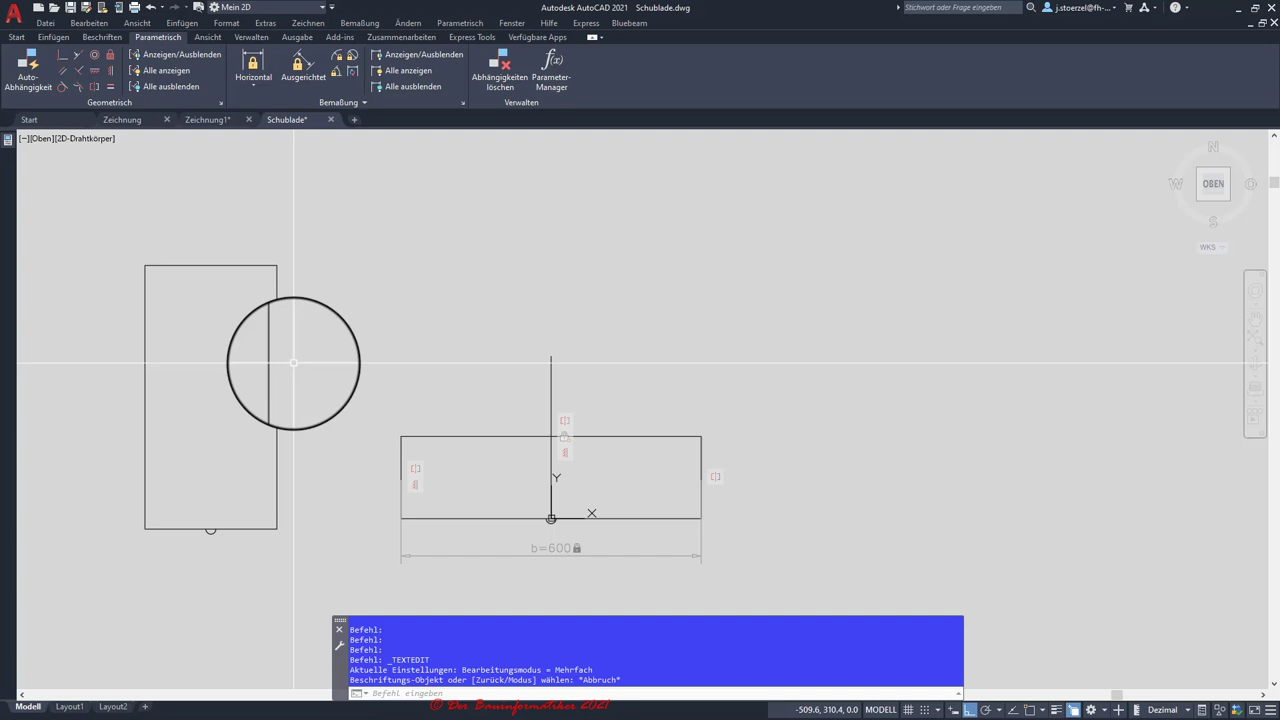 Mein 2D
Autodesk AutoCAD 2021 Schublade.dwg
Stichwort oder Frage eingeben
j.stoerzel@fh-...
Datei Bearbeiten Ansicht Einfügen Format Extras Zeichnen Bemaßung Ändern Parametrisch Fenster Hilfe Express Bluebeam
Start Einfügen Beschriften Parametrisch Ansicht Verwalten Ausgabe Add-ins Zusammenarbeiten Express Tools Verfügbare Apps
Auto-
Abhängigkeit
Anzeigen/Ausblenden
Alle anzeigen
Alle ausblenden
Geometrisch
Horizontal
Ausgerichtet
Anzeigen/Ausblenden
Alle anzeigen
Alle ausblenden
Bemaßung
Abhängigkeiten
löschen
f(x)
Parameter-
Manager
Verwalten
Start Zeichnung Zeichnung1* Schublade*
[−][Oben][2D-Drahtkörper]
N
W OBEN O
S
WKS
Y
X
b=600
Befehl:
Befehl:
Befehl:
Befehl: _TEXTEDIT
Aktuelle Einstellungen: Bearbeitungsmodus = Mehrfach
Beschriftungs-Objekt oder [Zurück/Modus] wählen: *Abbruch*
Befehl eingeben
Modell Layout1 Layout2
© Der Bauinformatiker 2021
-509.6, 310.4, 0.0 MODELL
Dezimal